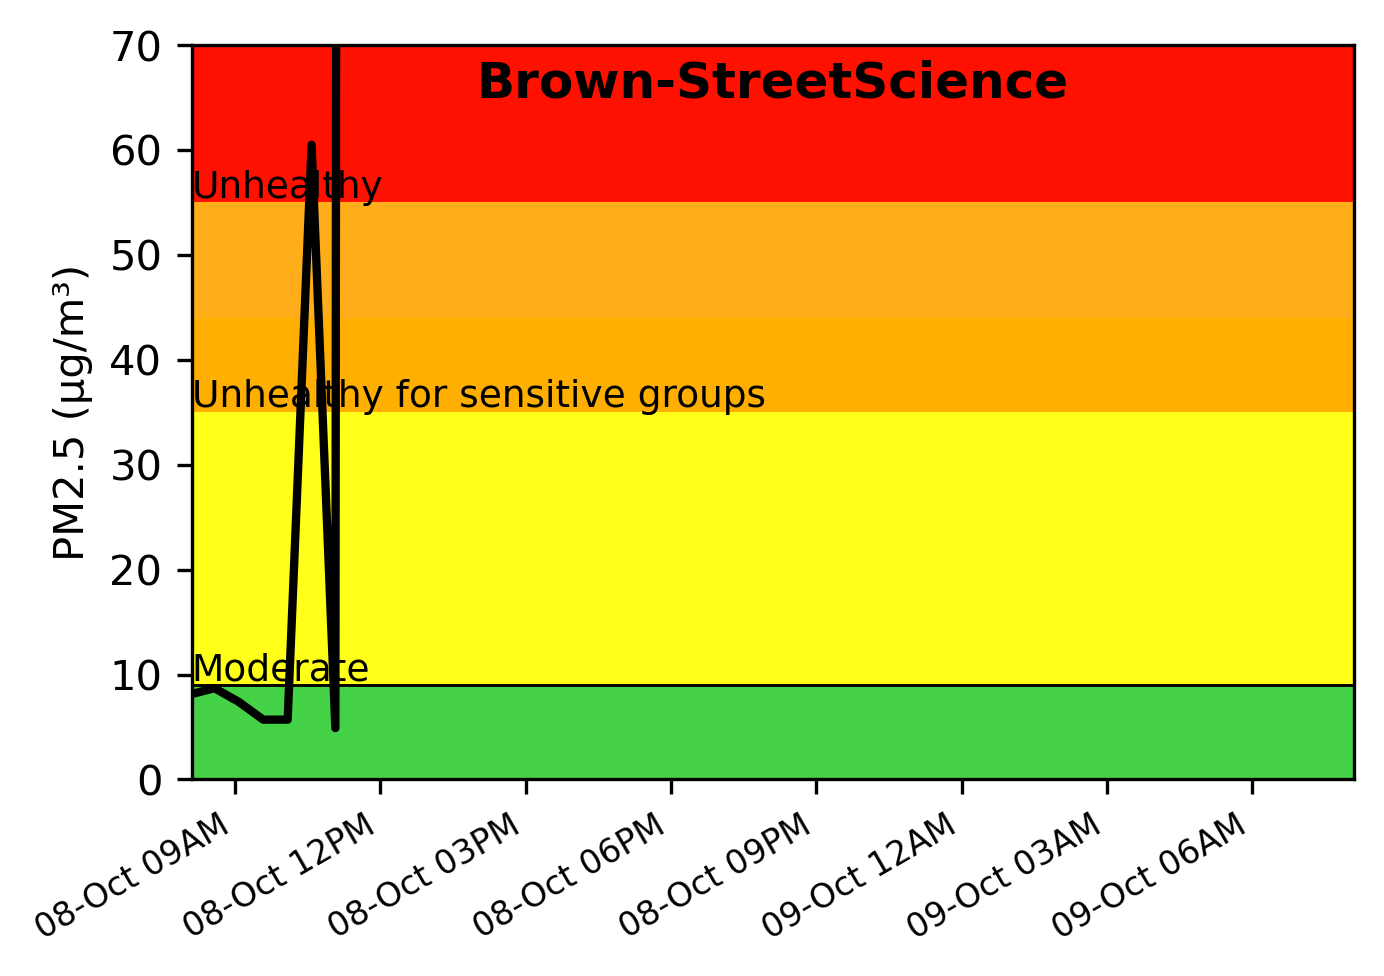 Brown-StreetScience
70
60
Unhealthy
50
40
Unhealthy for sensitive groups
30
20
Moderate
10
0
PM2.5 (µg/m³)
08-Oct 09AM
08-Oct 12PM
08-Oct 03PM
08-Oct 06PM
08-Oct 09PM
09-Oct 12AM
09-Oct 03AM
09-Oct 06AM